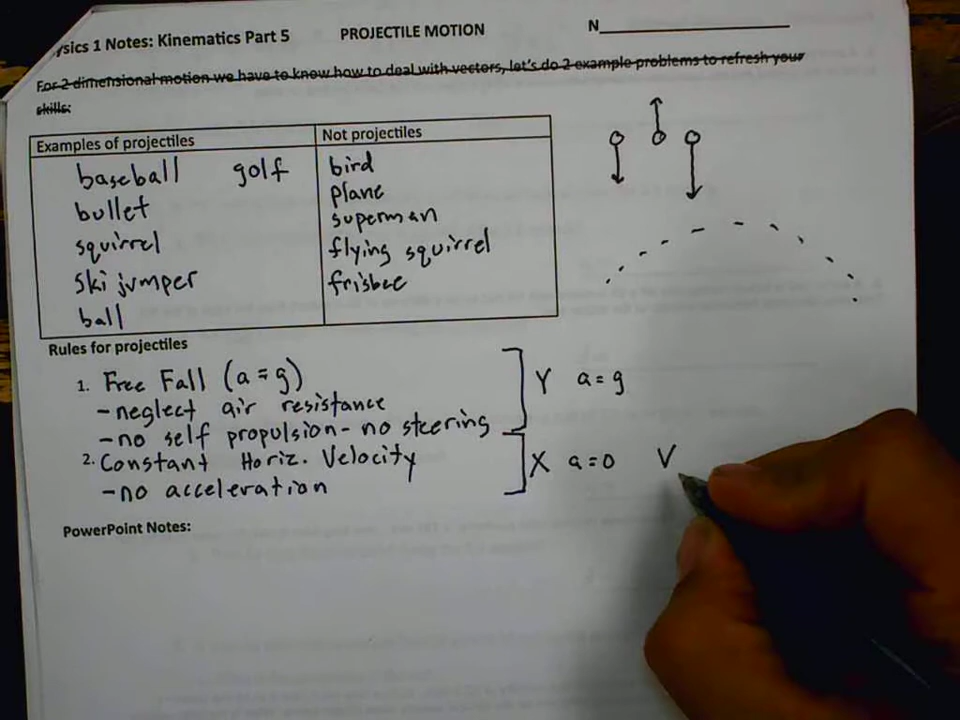 sics 1 Notes: Kinematics Part 5 PROJECTILE MOTION N
For 2 dimensional motion we have to know how to deal with vectors, let's do 2 example problems to refresh your
skills:
Examples of projectiles Not projectiles
baseball golf bird
bullet plane
squirrel superman
ski jumper flying squirrel
ball frisbee
Rules for projectiles
1. Free Fall (a = g)
- neglect air resistance
- no self propulsion - no steering
Y a = g
2. Constant Horiz. Velocity
- no acceleration
X a = 0 V
PowerPoint Notes: